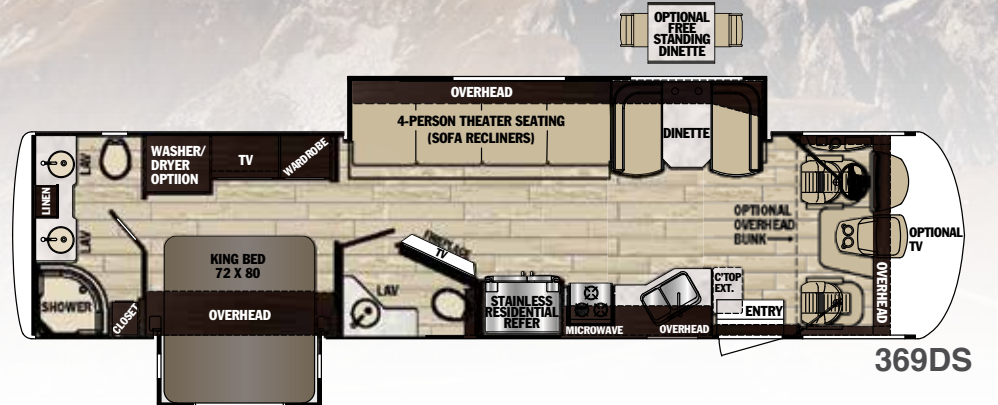 OPTIONAL
FREE
STANDING
DINETTE
OVERHEAD
4-PERSON THEATER SEATING
(SOFA RECLINERS)
DINETTE
LAV
WASHER/
DRYER
OPTIION
TV
WARDROBE
LINEN
LAV
OPTIONAL
OVERHEAD
BUNK
OPTIONAL
TV
FIREPLACE
TV
KING BED
72 X 80
OVERHEAD
SHOWER
CLOSET
LAV
STAINLESS
RESIDENTIAL
REFER
MICROWAVE
OVERHEAD
C'TOP
EXT.
ENTRY
OVERHEAD
369DS